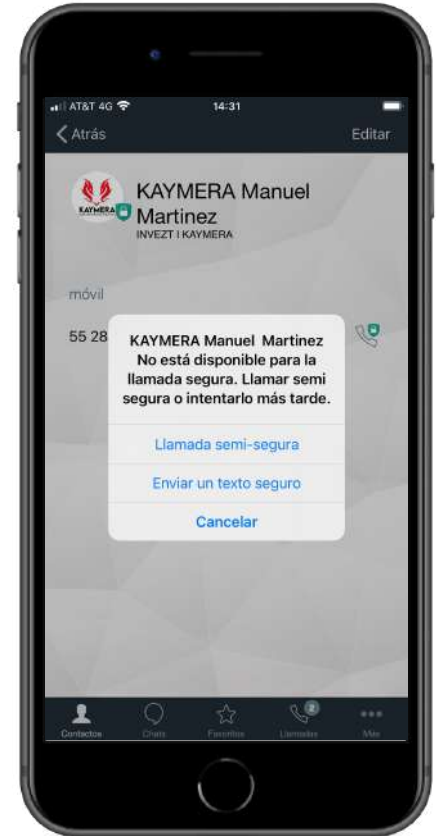 AT&T 4G 14:31
Atrás Editar
KAYMERA
KAYMERA Manuel
Martinez
INVEZT I KAYMERA
móvil
55 28
KAYMERA Manuel Martinez
No está disponible para la
llamada segura. Llamar semi
segura o intentarlo más tarde.
Llamada semi-segura
Enviar un texto seguro
Cancelar
2
Contactos Chats Favoritos Llamadas Más